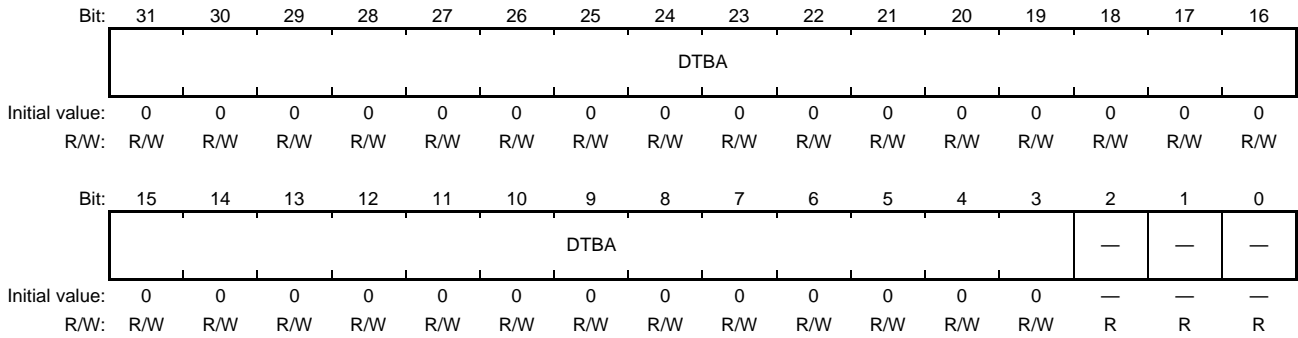 Bit: 31 30 29 28 27 26 25 24 23 22 21 20 19 18 17 16
DTBA
Initial value: 0 0 0 0 0 0 0 0 0 0 0 0 0 0 0 0
R/W: R/W R/W R/W R/W R/W R/W R/W R/W R/W R/W R/W R/W R/W R/W R/W R/W
Bit: 15 14 13 12 11 10 9 8 7 6 5 4 3 2 1 0
DTBA — — —
Initial value: 0 0 0 0 0 0 0 0 0 0 0 0 0 — — —
R/W: R/W R/W R/W R/W R/W R/W R/W R/W R/W R/W R/W R/W R/W R R R